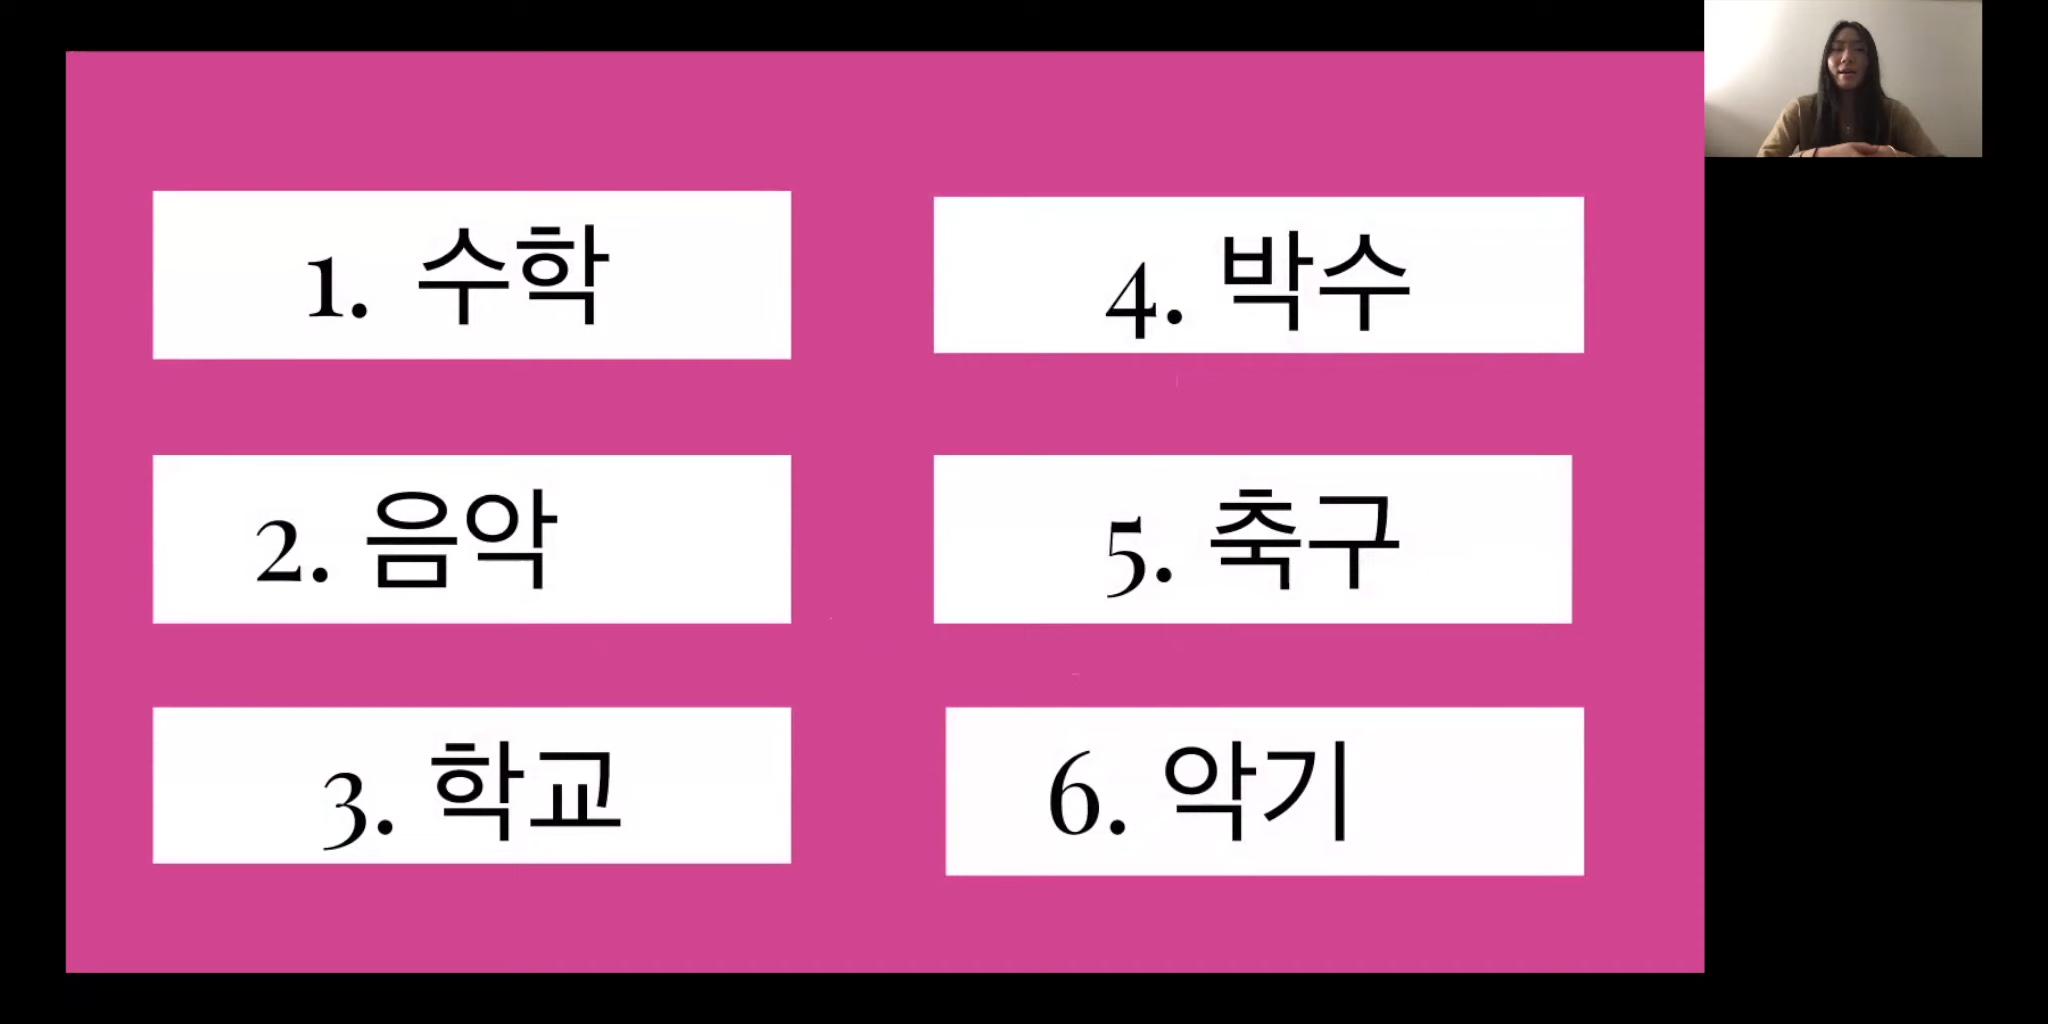 1. 수학
2. 음악
3. 학교
4. 박수
5. 축구
6. 악기